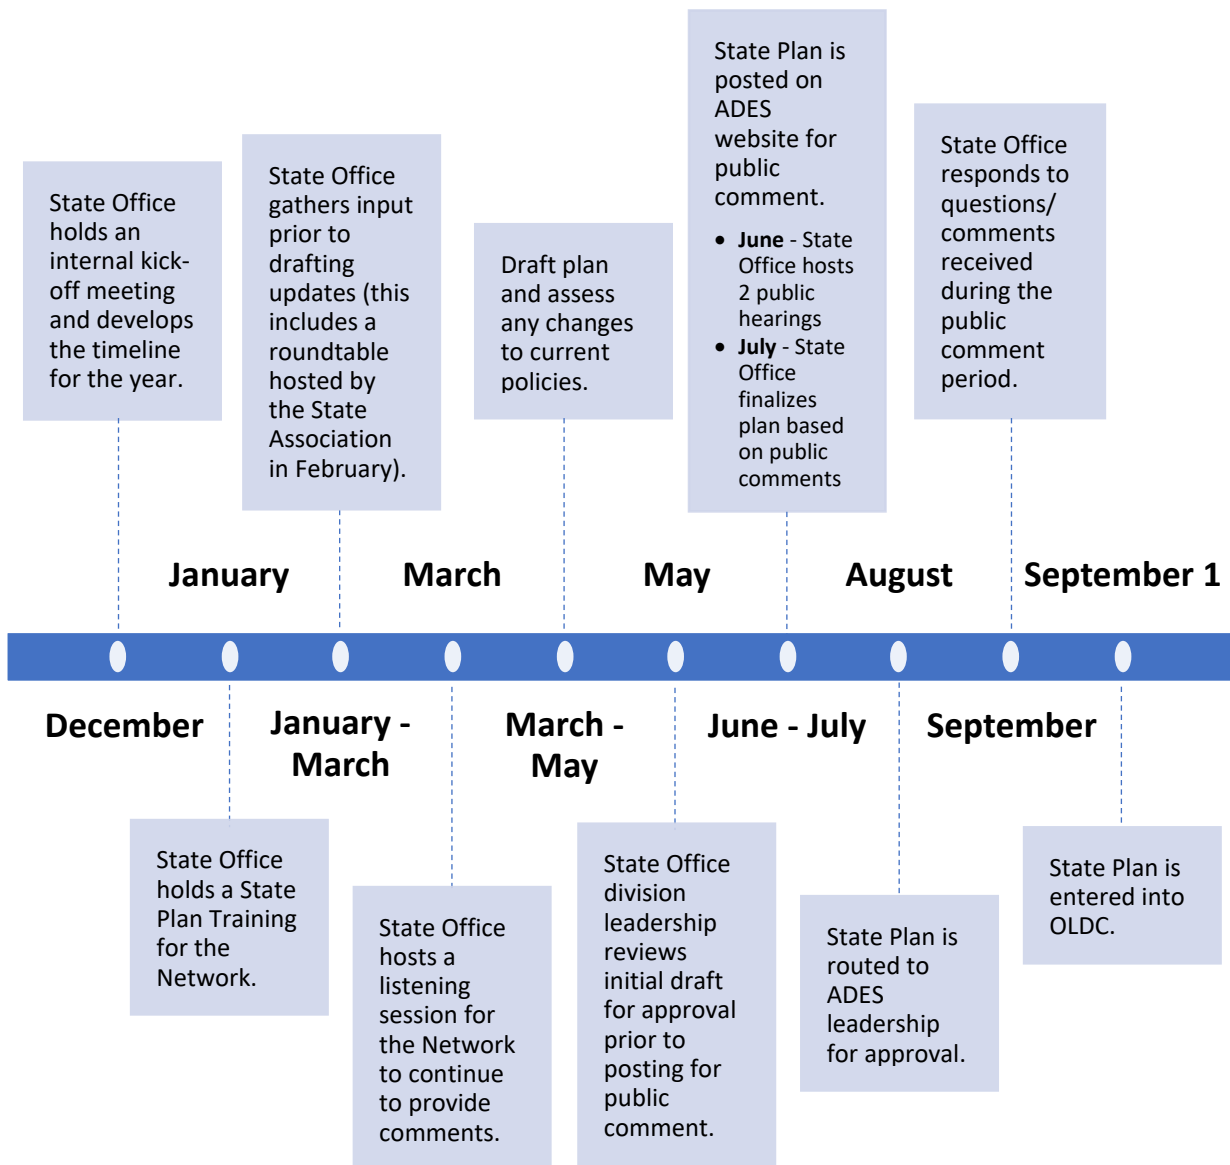 State Office
holds an
internal kick-
off meeting
and develops
the timeline
for the year.
State Office
gathers input
prior to
drafting
updates (this
includes a
roundtable
hosted by
the State
Association
in February).
Draft plan
and assess
any changes
to current
policies.
State Plan is
posted on
ADES
website for
public
comment.
• June - State
Office hosts
2 public
hearings
• July - State
Office
finalizes
plan based
on public
comments
State Office
responds to
questions/
comments
received
during the
public
comment
period.
January
March
May
August
September 1
December
January -
March
March -
May
June - July
September
State Office
holds a State
Plan Training
for the
Network.
State Office
hosts a
listening
session for
the Network
to continue
to provide
comments.
State Office
division
leadership
reviews
initial draft
for approval
prior to
posting for
public
comment.
State Plan is
routed to
ADES
leadership
for approval.
State Plan is
entered into
OLDC.